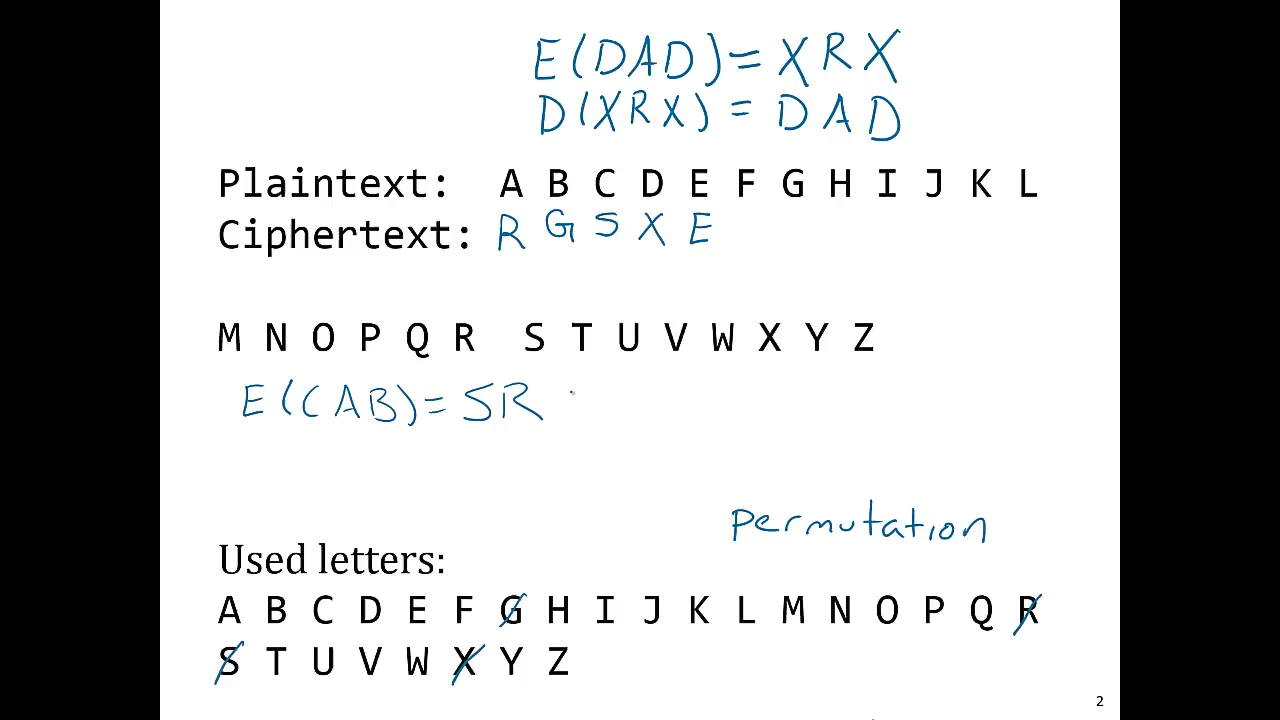 E(DAD)=XRX
D(XRX)=DAD
Plaintext: A B C D E F G H I J K L
Ciphertext: R G S X E
M N O P Q R S T U V W X Y Z
E(CAB)=SR
permutation
Used letters:
A B C D E F G H I J K L M N O P Q R
S T U V W X Y Z
2